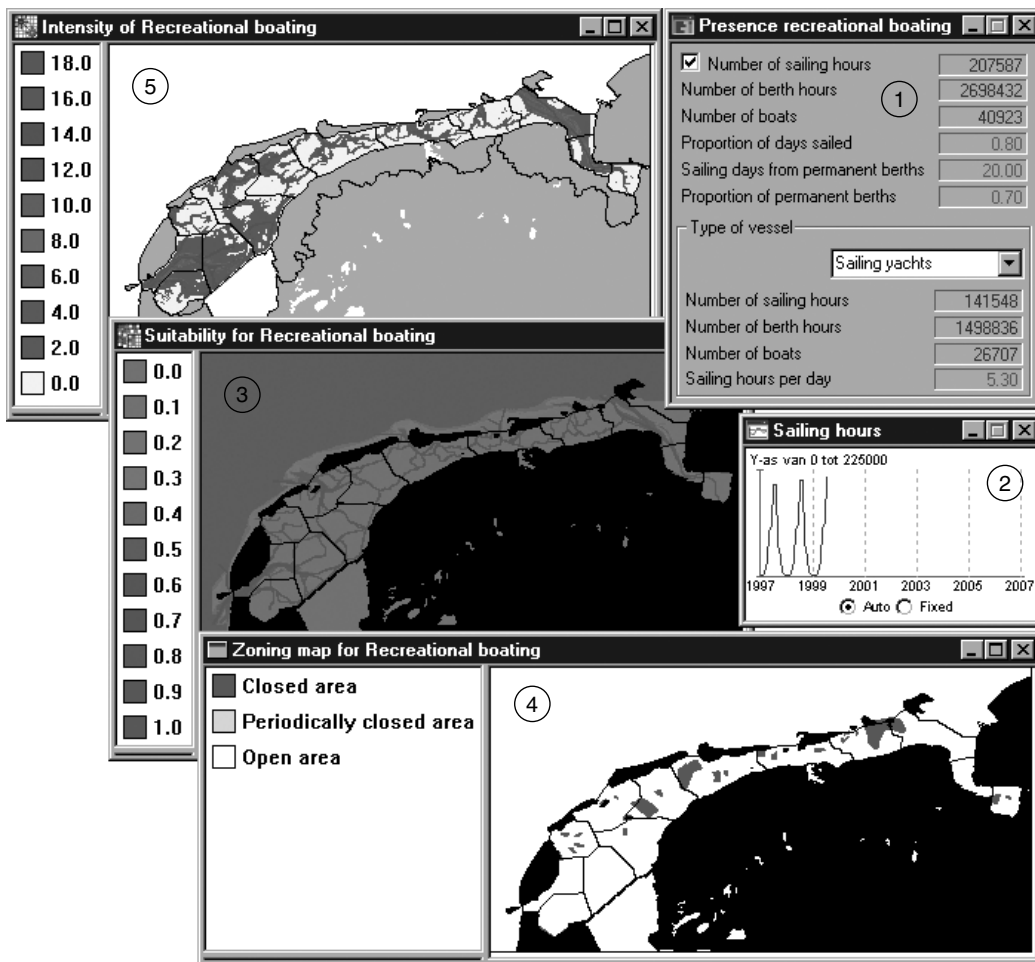 Intensity of Recreational boating
18.0
16.0
14.0
12.0
10.0
8.0
6.0
4.0
2.0
0.0
5
Presence recreational boating
Number of sailing hours 207587
Number of berth hours 2698432
Number of boats 40923
Proportion of days sailed 0.80
Sailing days from permanent berths 20.00
Proportion of permanent berths 0.70
1
Type of vessel
Sailing yachts
Number of sailing hours 141548
Number of berth hours 1498836
Number of boats 26707
Sailing hours per day 5.30
Suitability for Recreational boating
0.0
0.1
0.2
0.3
0.4
0.5
0.6
0.7
0.8
0.9
1.0
3
Sailing hours
Y-as van 0 tot 225000
2
1997 1999 2001 2003 2005 2007
Auto Fixed
Zoning map for Recreational boating
Closed area
Periodically closed area
Open area
4